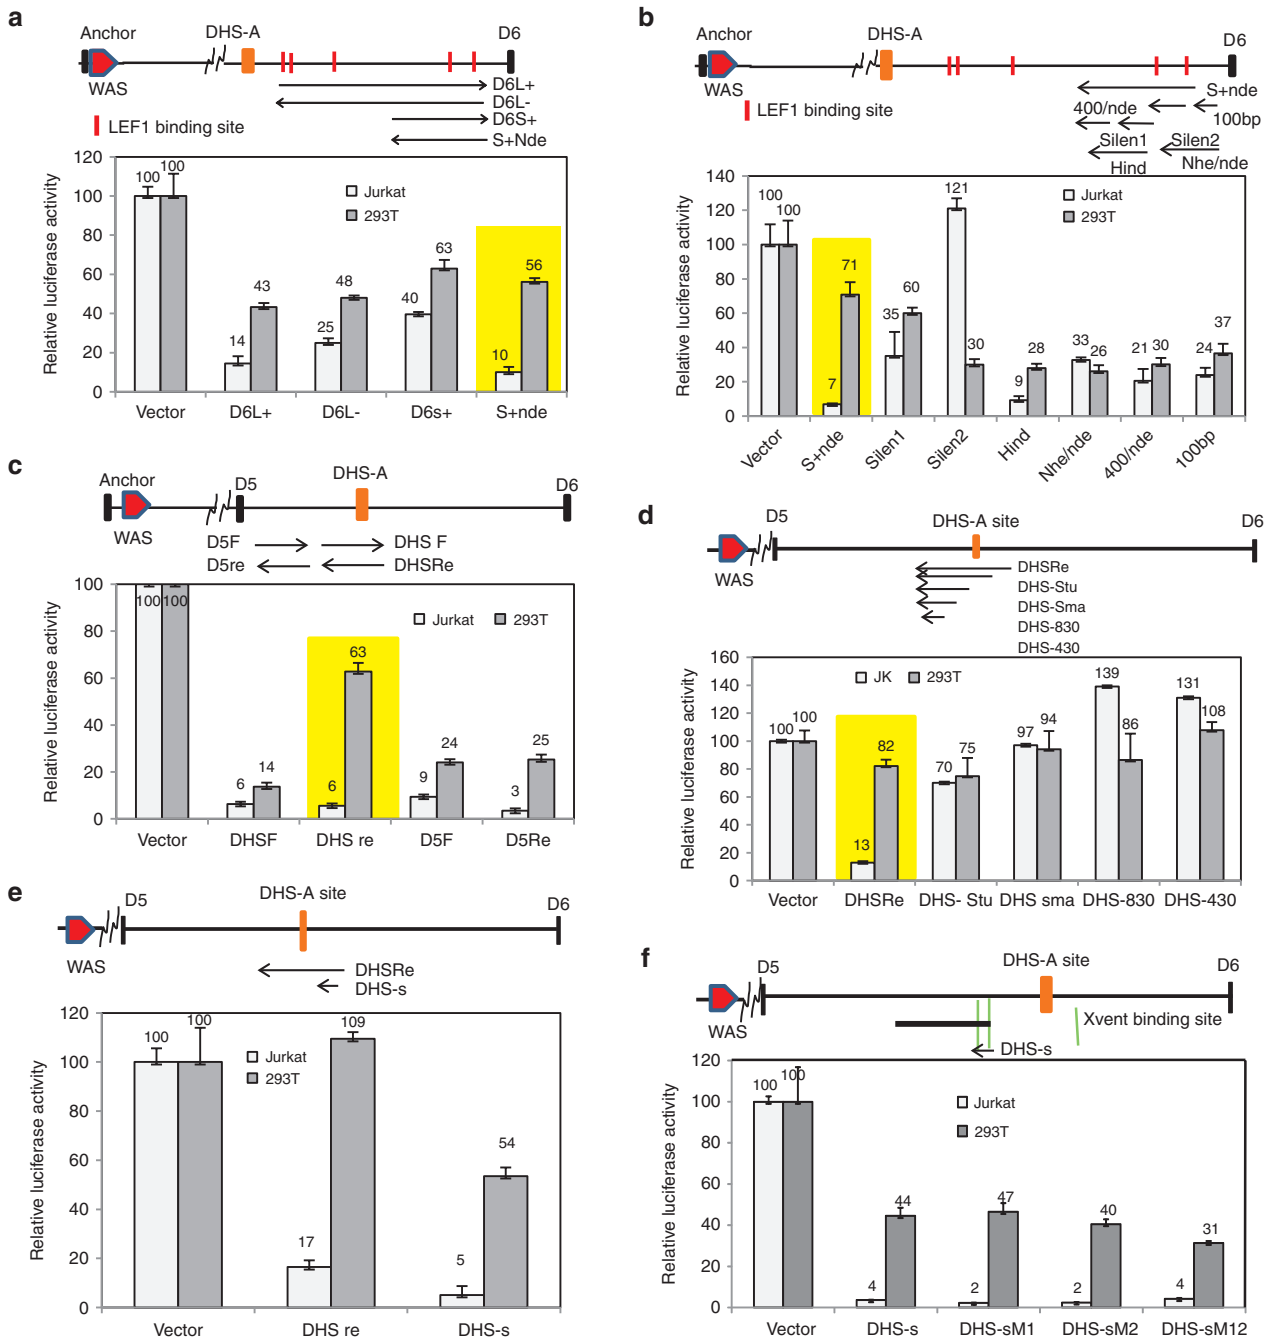 a
Anchor
DHS-A
D6
WAS
D6L+
D6L-
D6S+
S+Nde
LEF1 binding site
Relative luciferase activity
120
100
80
60
40
20
0
100
100
14
43
25
48
40
63
10
56
Jurkat
293T
Vector
D6L+
D6L-
D6s+
S+nde
b
Anchor
DHS-A
D6
WAS
LEF1 binding site
S+nde
400/nde
100bp
Silen1
Silen2
Hind
Nhe/nde
Relative luciferase activity
140
120
100
80
60
40
20
0
100
100
7
71
35
60
121
30
9
28
33
26
21
30
24
37
Jurkat
293T
Vector
S+nde
Silen1
Silen2
Hind
Nhe/nde
400/nde
100bp
c
Anchor
D5
DHS-A
D6
WAS
D5F
DHS F
D5re
DHSRe
Relative luciferase activity
100
80
60
40
20
0
100
100
6
14
6
63
9
24
3
25
Jurkat
293T
Vector
DHSF
DHS re
D5F
D5Re
d
D5
DHS-A site
D6
WAS
DHSRe
DHS-Stu
DHS-Sma
DHS-830
DHS-430
Relative luciferase activity
160
140
120
100
80
60
40
20
0
100
100
13
82
70
75
97
94
139
86
131
108
JK
293T
Vector
DHSRe
DHS- Stu
DHS sma
DHS-830
DHS-430
e
D5
DHS-A site
D6
WAS
DHSRe
DHS-s
Relative luciferase activity
120
100
80
60
40
20
0
100
100
17
109
5
54
Jurkat
293T
Vector
DHS re
DHS-s
f
D5
DHS-A site
D6
WAS
Xvent binding site
DHS-s
Relative luciferase activity
120
100
80
60
40
20
0
100
100
4
44
2
47
2
40
4
31
Jurkat
293T
Vector
DHS-s
DHS-sM1
DHS-sM2
DHS-sM12